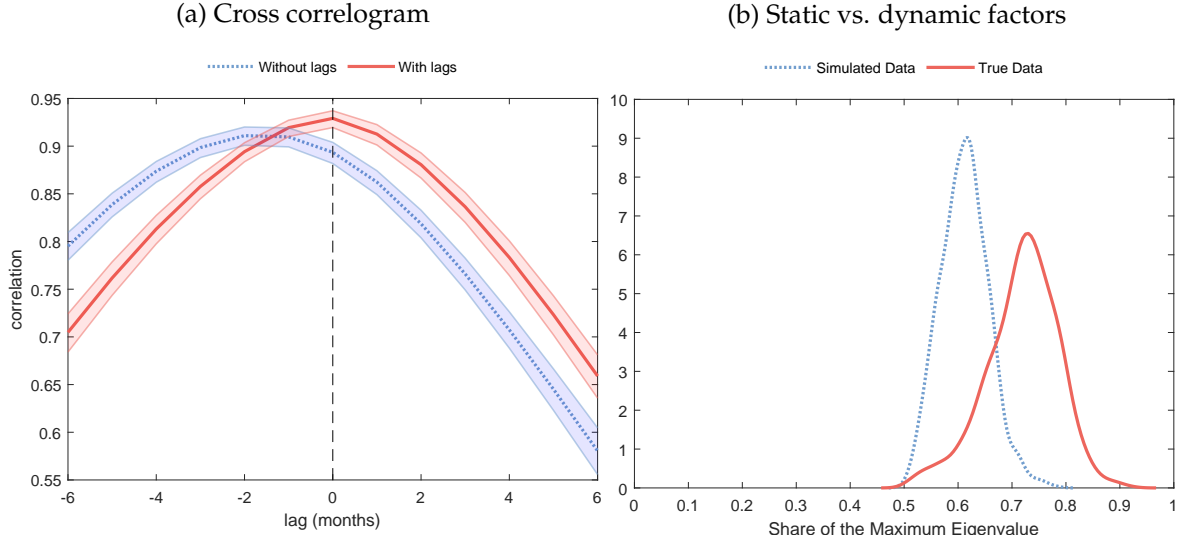 (a) Cross correlogram
Without lags With lags
0.95
0.9
0.85
0.8
0.75
0.7
0.65
0.6
0.55
correlation
-6 -4 -2 0 2 4 6
lag (months)
(b) Static vs. dynamic factors
Simulated Data True Data
10
9
8
7
6
5
4
3
2
1
0
0 0.1 0.2 0.3 0.4 0.5 0.6 0.7 0.8 0.9 1
Share of the Maximum Eigenvalue